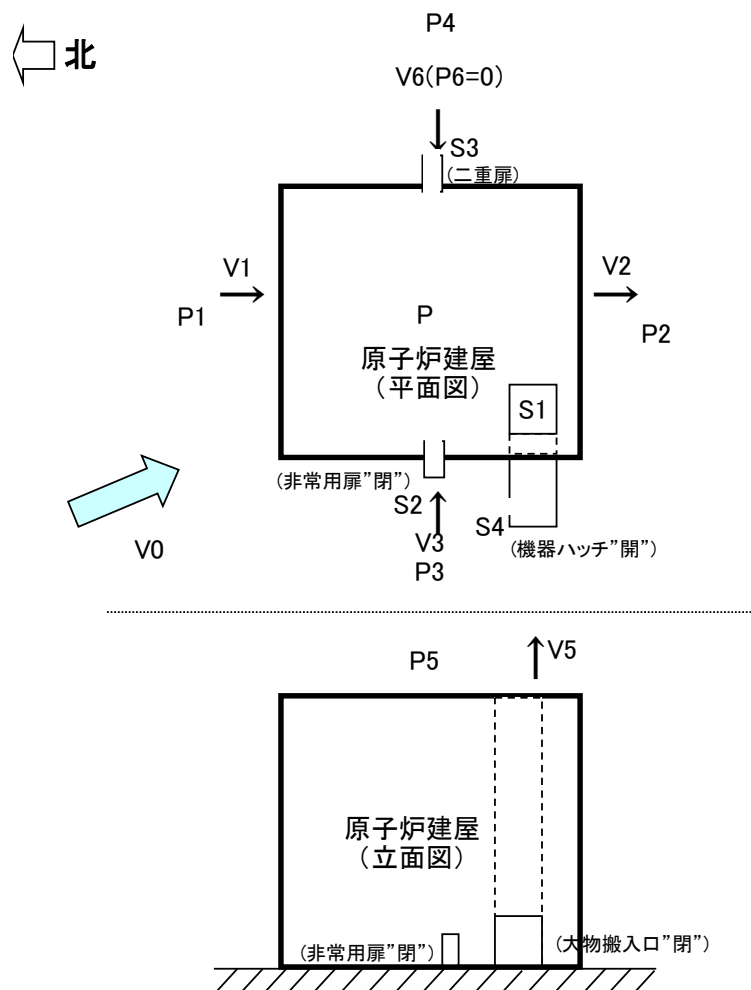 P4
北
V6(P6=0)
S3
(二重扉)
V1
V2
P1
P
P2
原子炉建屋
(平面図)
S1
(非常用扉”閉”)
S2
S4
V0
V3
(機器ハッチ”開”)
P3
V5
P5
原子炉建屋
(立面図)
(非常用扉”閉”)
(大物搬入口”閉”)